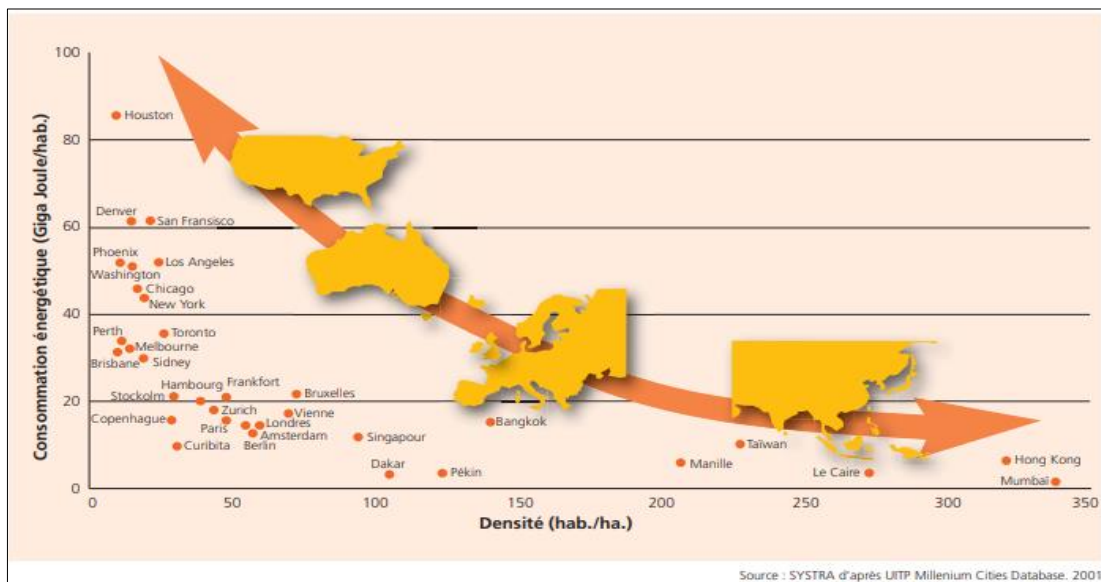 Consommation énergétique (Giga Joule/hab.)
100
80
60
40
20
0
Houston
Denver
San Fransisco
Phoenix
Los Angeles
Washington
Chicago
New York
Perth
Toronto
Melbourne
Brisbane
Sidney
Hambourg
Frankfort
Stockolm
Bruxelles
Copenhague
Zurich
Vienne
Paris
Londres
Amsterdam
Berlin
Curibita
Singapour
Bangkok
Dakar
Pékin
Manille
Taïwan
Le Caire
Hong Kong
Mumbaï
0 50 100 150 200 250 300 350
Densité (hab./ha.)
Source : SYSTRA d'après UITP Millenium Cities Database. 2001